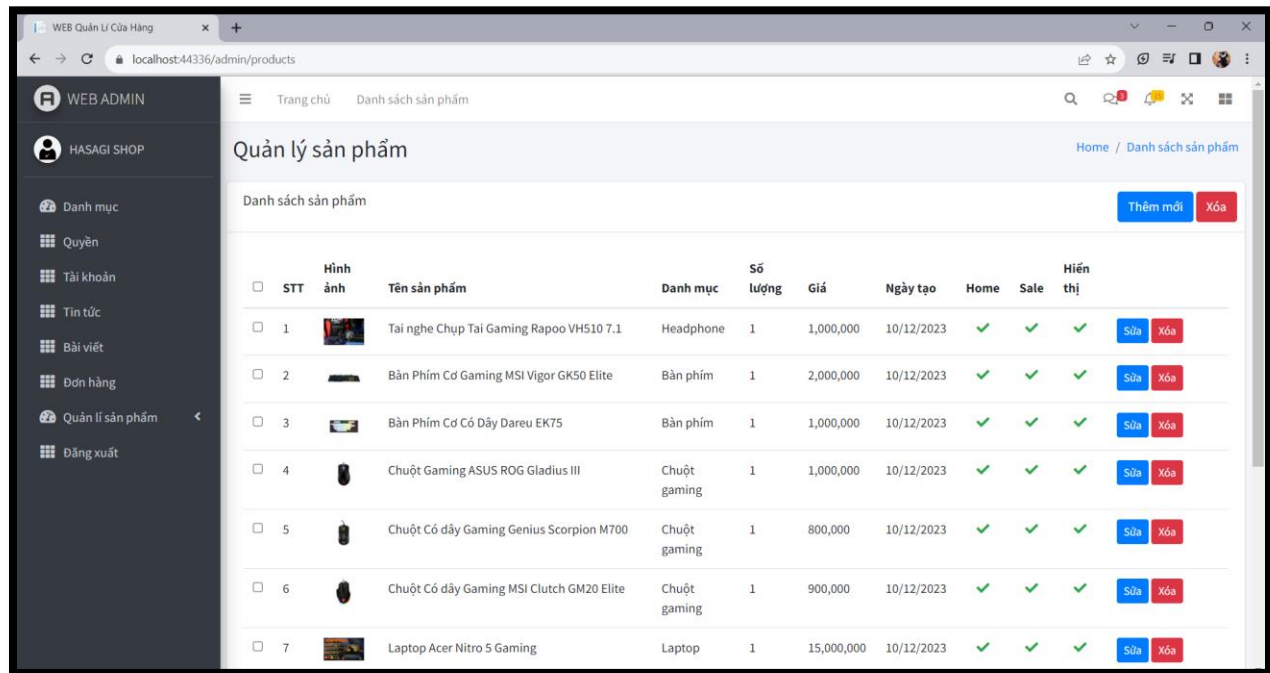 WEB Quản Lí Cửa Hàng
localhost:44336/admin/products
WEB ADMIN
Trang chủ Danh sách sản phẩm
HASAGI SHOP
Quản lý sản phẩm
Home / Danh sách sản phẩm
Danh mục
Quyền
Tài khoản
Tin tức
Bài viết
Đơn hàng
Quản lí sản phẩm
Đăng xuất
Danh sách sản phẩm
Thêm mới Xóa
STT Hình ảnh Tên sản phẩm Danh mục Số lượng Giá Ngày tạo Home Sale Hiển thị
1 Tai nghe Chụp Tai Gaming Rapoo VH510 7.1 Headphone 1 1,000,000 10/12/2023 Sửa Xóa
2 Bàn Phím Cơ Gaming MSI Vigor GK50 Elite Bàn phím 1 2,000,000 10/12/2023 Sửa Xóa
3 Bàn Phím Cơ Có Dây Dareu EK75 Bàn phím 1 1,000,000 10/12/2023 Sửa Xóa
4 Chuột Gaming ASUS ROG Gladius III Chuột gaming 1 1,000,000 10/12/2023 Sửa Xóa
5 Chuột Có dây Gaming Genius Scorpion M700 Chuột gaming 1 800,000 10/12/2023 Sửa Xóa
6 Chuột Có dây Gaming MSI Clutch GM20 Elite Chuột gaming 1 900,000 10/12/2023 Sửa Xóa
7 Laptop Acer Nitro 5 Gaming Laptop 1 15,000,000 10/12/2023 Sửa Xóa